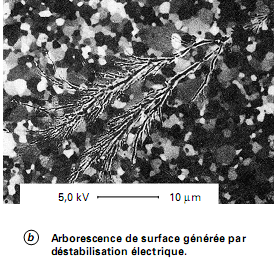 5,0 kV 10 µm
b Arborescence de surface générée par
déstabilisation électrique.